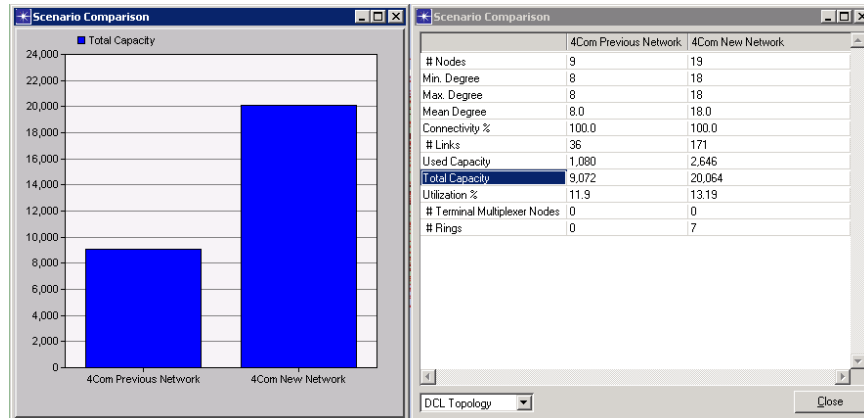 Scenario Comparison
Total Capacity
24,000
22,000
20,000
18,000
16,000
14,000
12,000
10,000
8,000
6,000
4,000
2,000
0
4Com Previous Network 4Com New Network
Scenario Comparison
4Com Previous Network 4Com New Network
# Nodes 9 19
Min. Degree 8 18
Max. Degree 8 18
Mean Degree 8.0 18.0
Connectivity % 100.0 100.0
# Links 36 171
Used Capacity 1,080 2,646
Total Capacity 9,072 20,064
Utilization % 11.9 13.19
# Terminal Multiplexer Nodes 0 0
# Rings 0 7
DCL Topology Close